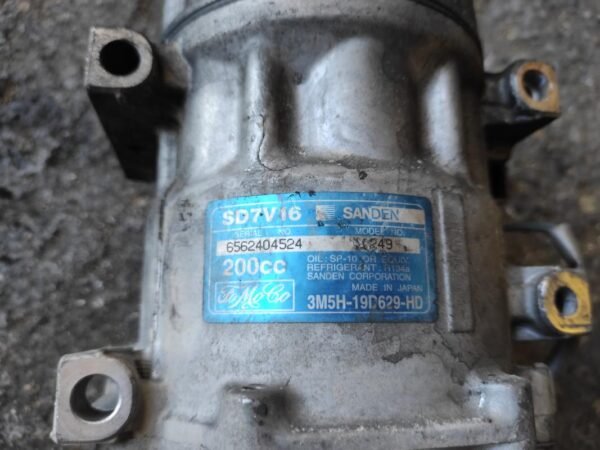 SD7V16 SANDEN
SERIAL NO. MODEL NO.
6562404524 1249
200cc
OIL: SP-10 OR EQUIV.
REFRIGERANT: R134a
SANDEN CORPORATION
MADE IN JAPAN
FoMoCo 3M5H-19D629-HD